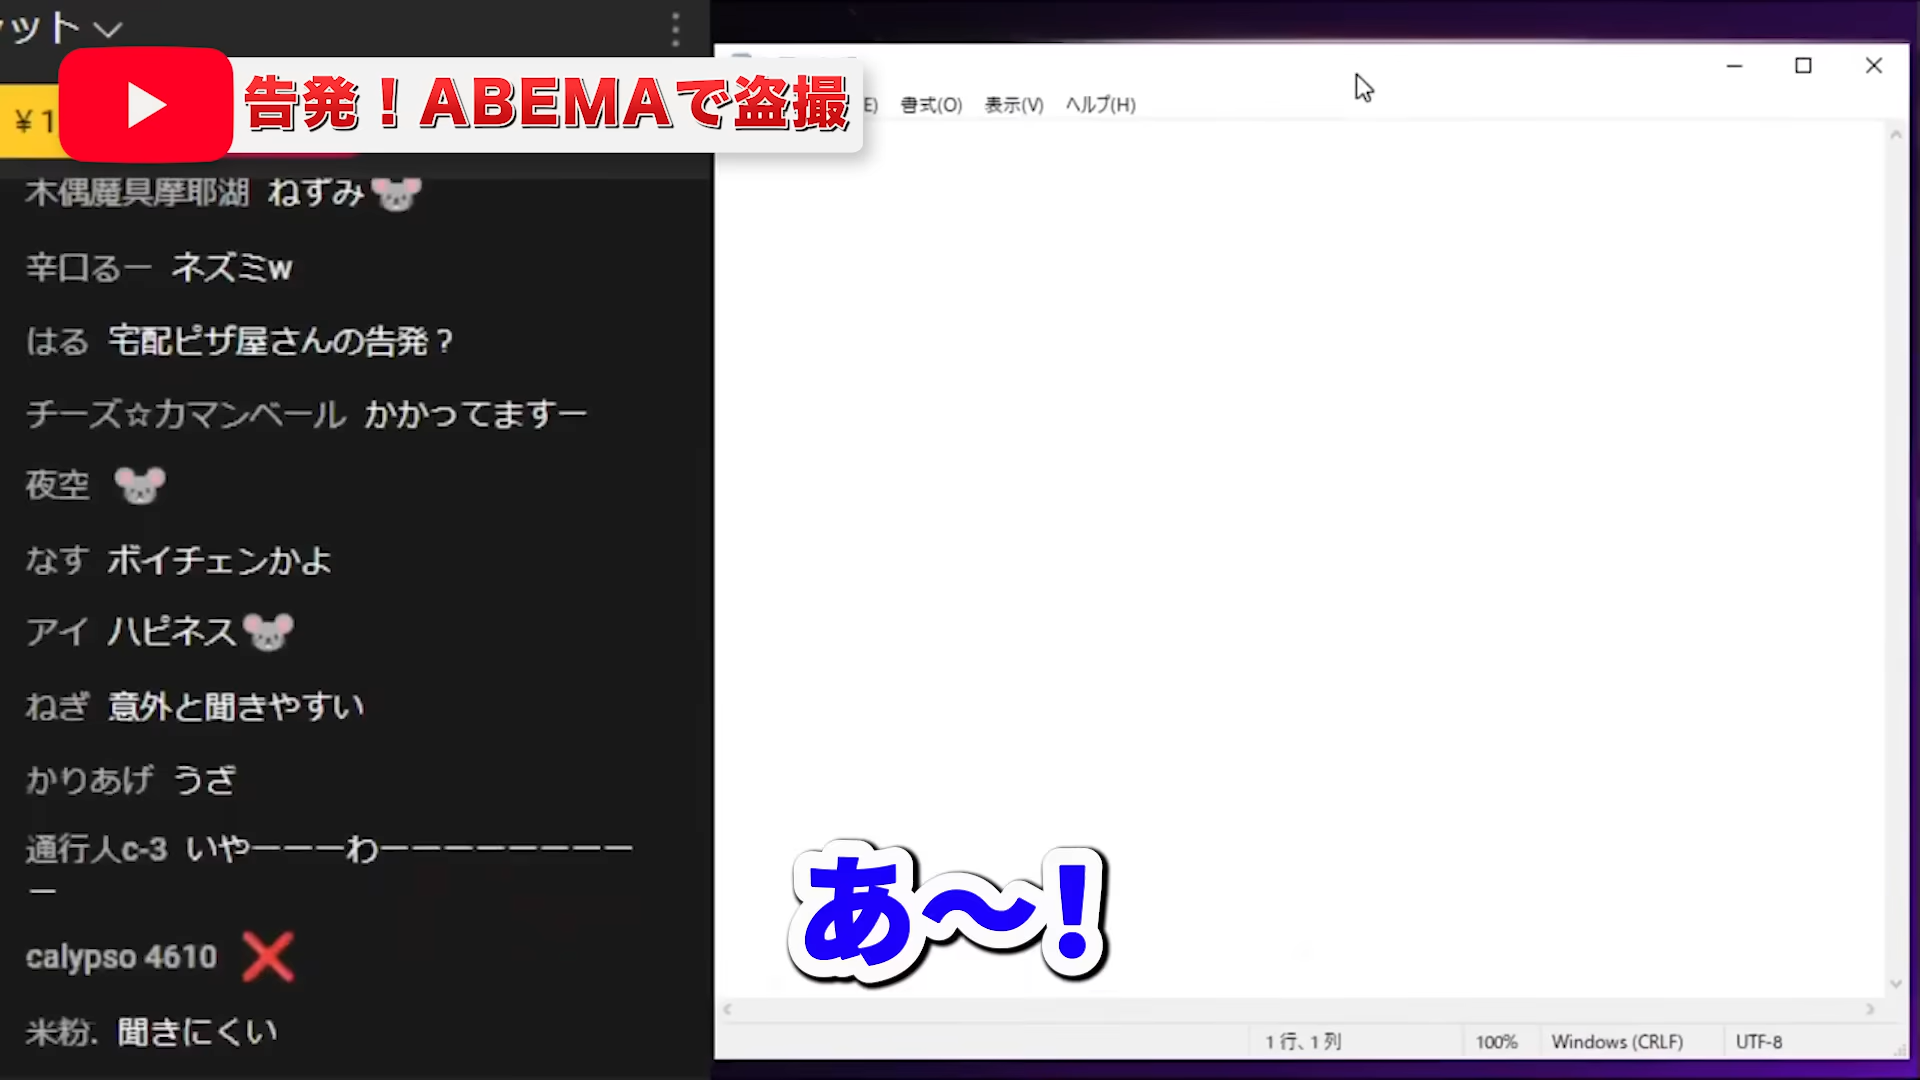 ット
¥1
告発！ABEMAで盗撮
木偶魔具摩耶湖 ねずみ🐭
辛口るー ネズミw
はる 宅配ピザ屋さんの告発？
チーズ☆カマンベール かかってますー
夜空 🐭
なす ボイチェンかよ
アイ ハピネス🐭
ねぎ 意外と聞きやすい
かりあげ うざ
通行人c-3 いやーーーわーーーーーーーー
ー
calypso 4610 ❌
米粉. 聞きにくい
E) 書式(O) 表示(V) ヘルプ(H)
あ～！
1 行、1 列 100% Windows (CRLF) UTF-8